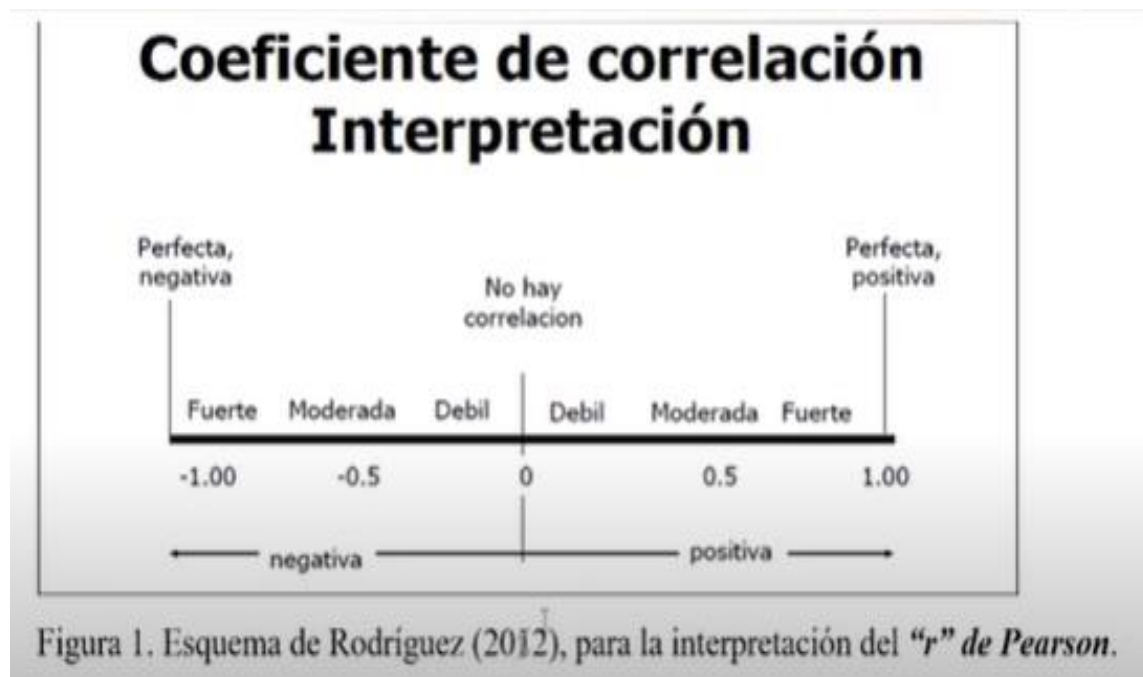 Coeficiente de correlación
Interpretación
Perfecta,
negativa
No hay
correlacion
Perfecta,
positiva
Fuerte Moderada Debil Debil Moderada Fuerte
-1.00 -0.5 0 0.5 1.00
negativa positiva
Figura 1. Esquema de Rodríguez (2012), para la interpretación del “r” de Pearson.